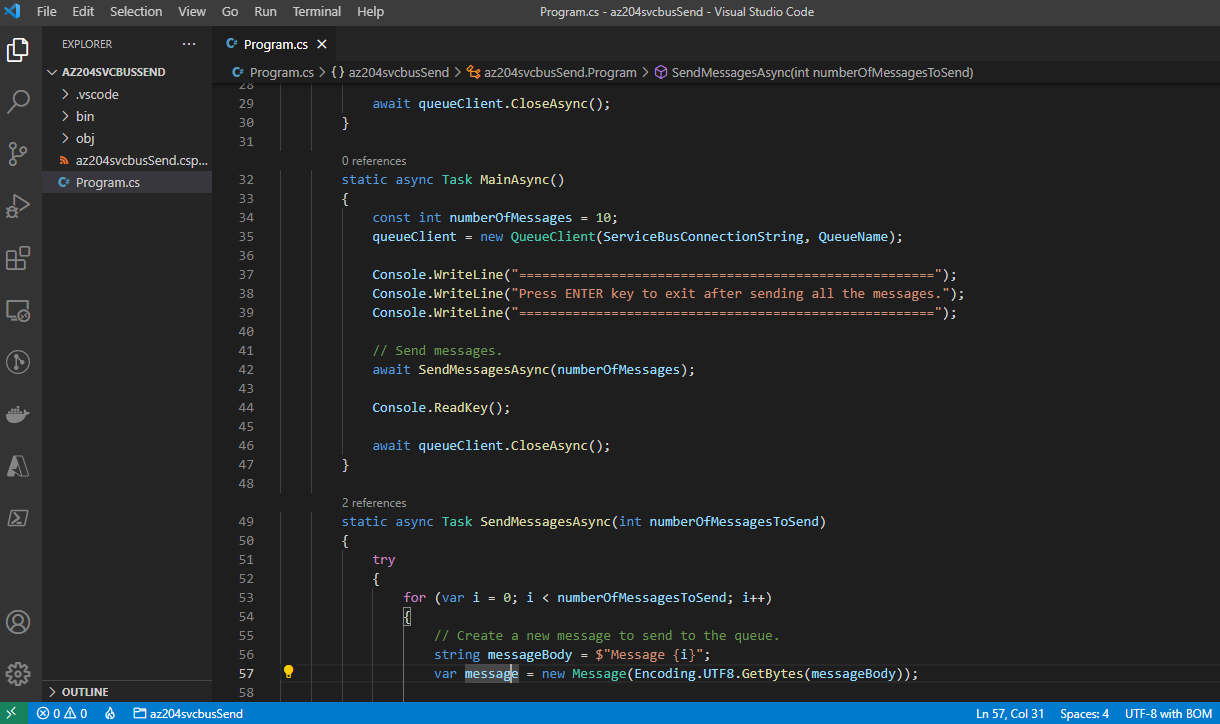 File Edit Selection View Go Run Terminal Help Program.cs - az204svcbusSend - Visual Studio Code
EXPLORER ···
AZ204SVCBUSSEND
.vscode
bin
obj
az204svcbusSend.csp...
Program.cs
OUTLINE
Program.cs
Program.cs > {} az204svcbusSend > az204svcbusSend.Program > SendMessagesAsync(int numberOfMessagesToSend)
28
29 await queueClient.CloseAsync();
30 }
31
0 references
32 static async Task MainAsync()
33 {
34 const int numberOfMessages = 10;
35 queueClient = new QueueClient(ServiceBusConnectionString, QueueName);
36
37 Console.WriteLine("======================================================");
38 Console.WriteLine("Press ENTER key to exit after sending all the messages.");
39 Console.WriteLine("======================================================");
40
41 // Send messages.
42 await SendMessagesAsync(numberOfMessages);
43
44 Console.ReadKey();
45
46 await queueClient.CloseAsync();
47 }
48
2 references
49 static async Task SendMessagesAsync(int numberOfMessagesToSend)
50 {
51 try
52 {
53 for (var i = 0; i < numberOfMessagesToSend; i++)
54 {
55 // Create a new message to send to the queue.
56 string messageBody = $"Message {i}";
57 var message = new Message(Encoding.UTF8.GetBytes(messageBody));
58
0 0 az204svcbusSend Ln 57, Col 31 Spaces: 4 UTF-8 with BOM